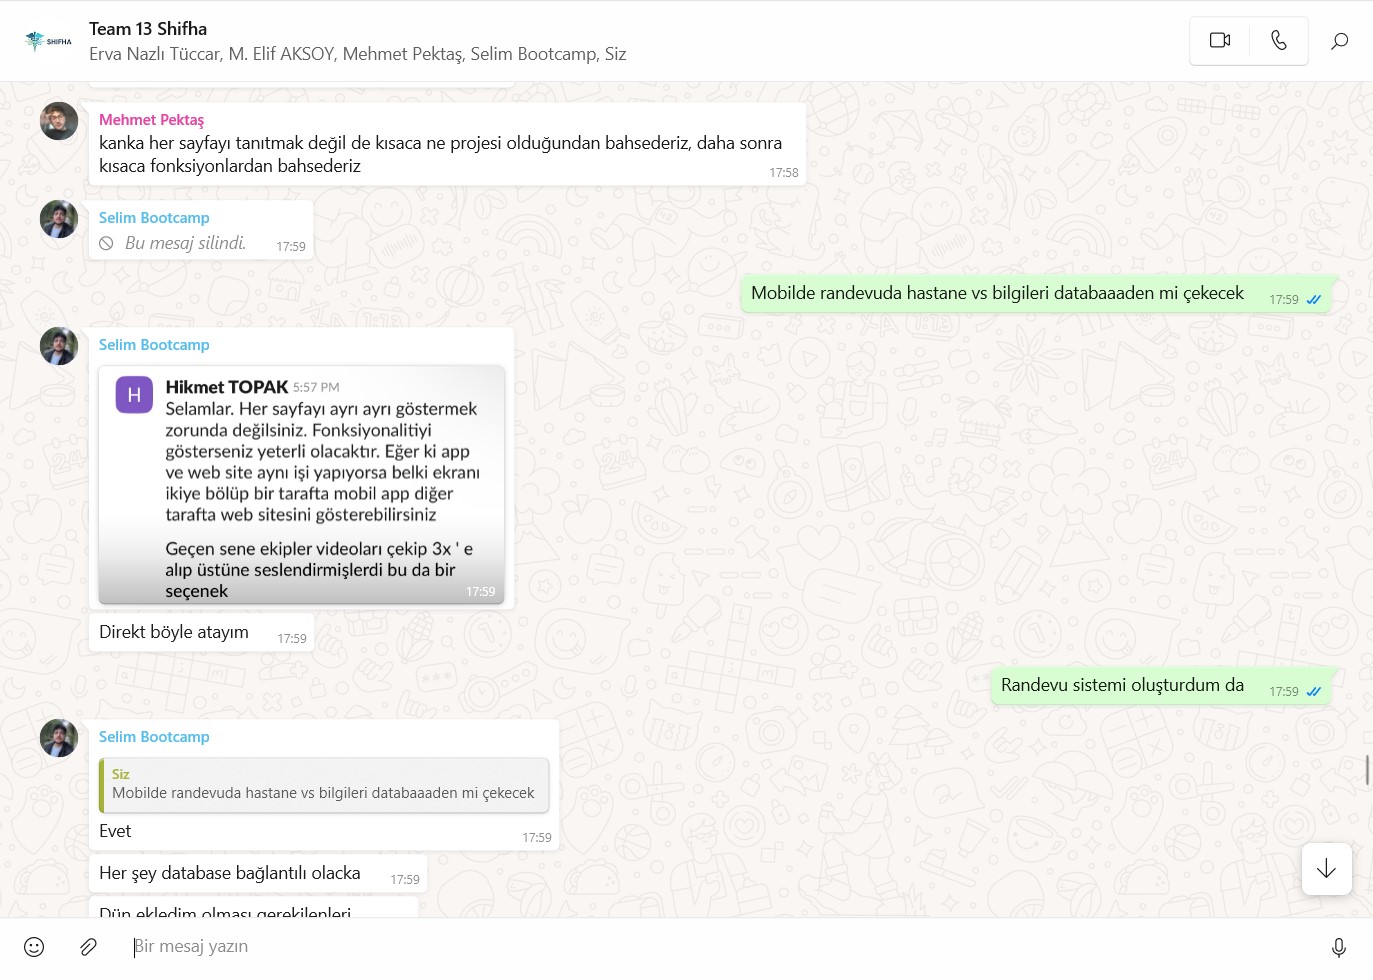 SHIFHA
Team 13 Shifha
Erva Nazlı Tüccar, M. Elif AKSOY, Mehmet Pektaş, Selim Bootcamp, Siz
Mehmet Pektaş
kanka her sayfayı tanıtmak değil de kısaca ne projesi olduğundan bahsederiz, daha sonra
kısaca fonksiyonlardan bahsederiz
17:58
Selim Bootcamp
Bu mesaj silindi.
17:59
Mobilde randevuda hastane vs bilgileri databaaaden mi çekecek
17:59
Selim Bootcamp
H
Hikmet TOPAK 5:57 PM
Selamlar. Her sayfayı ayrı ayrı göstermek
zorunda değilsiniz. Fonksiyonalitiyi
gösterseniz yeterli olacaktır. Eğer ki app
ve web site aynı işi yapıyorsa belki ekranı
ikiye bölüp bir tarafta mobil app diğer
tarafta web sitesini gösterebilirsiniz
Geçen sene ekipler videoları çekip 3x ' e
alıp üstüne seslendirmişlerdi bu da bir
seçenek
17:59
Direkt böyle atayım
17:59
Randevu sistemi oluşturdum da
17:59
Selim Bootcamp
Siz
Mobilde randevuda hastane vs bilgileri databaaaden mi çekecek
Evet
17:59
Her şey database bağlantılı olacka
17:59
Dün ekledim olması gerekilenleri
Bir mesaj yazın